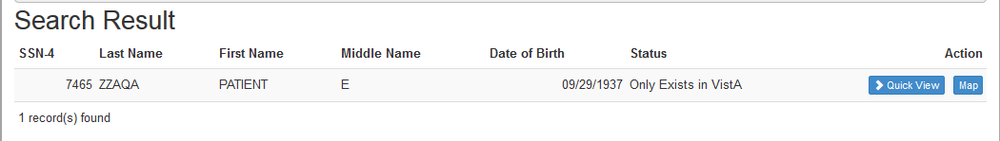 Search Result
SSN-4 Last Name First Name Middle Name Date of Birth Status Action
7465 ZZAQA PATIENT E 09/29/1937 Only Exists in VistA Quick View Map
1 record(s) found